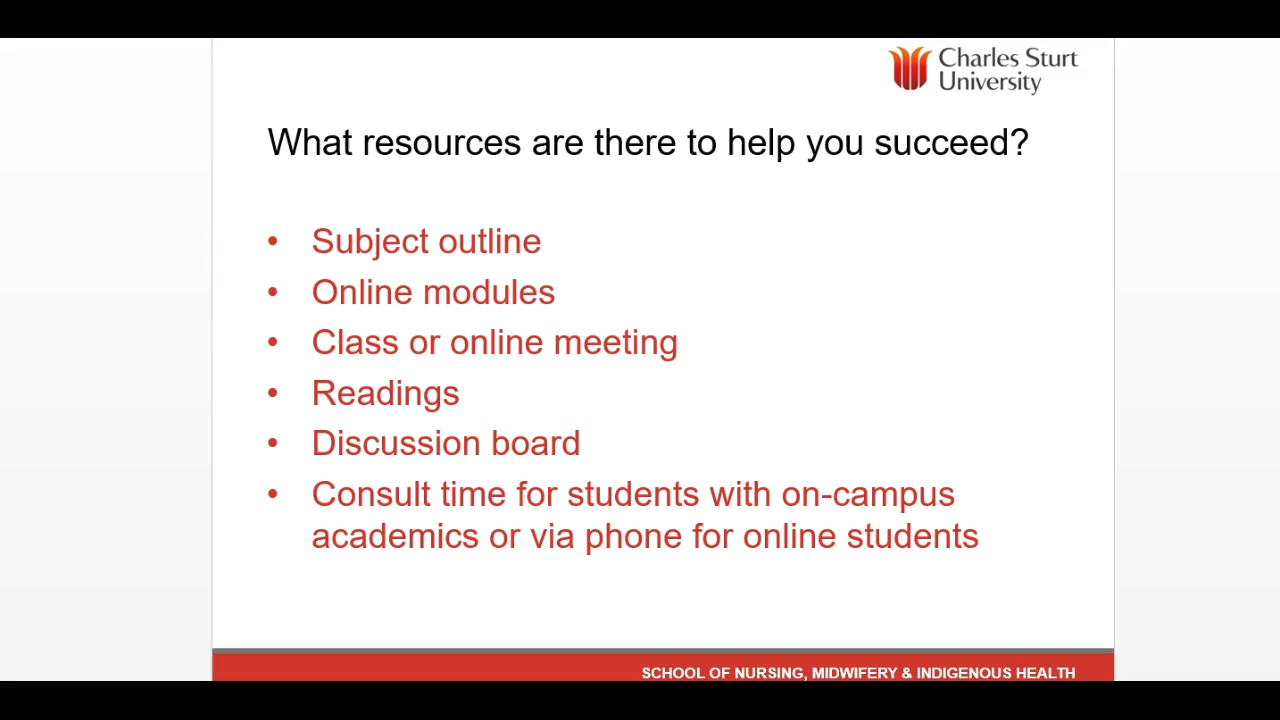 Charles Sturt
University
What resources are there to help you succeed?
• Subject outline
• Online modules
• Class or online meeting
• Readings
• Discussion board
• Consult time for students with on-campus
academics or via phone for online students
SCHOOL OF NURSING, MIDWIFERY & INDIGENOUS HEALTH